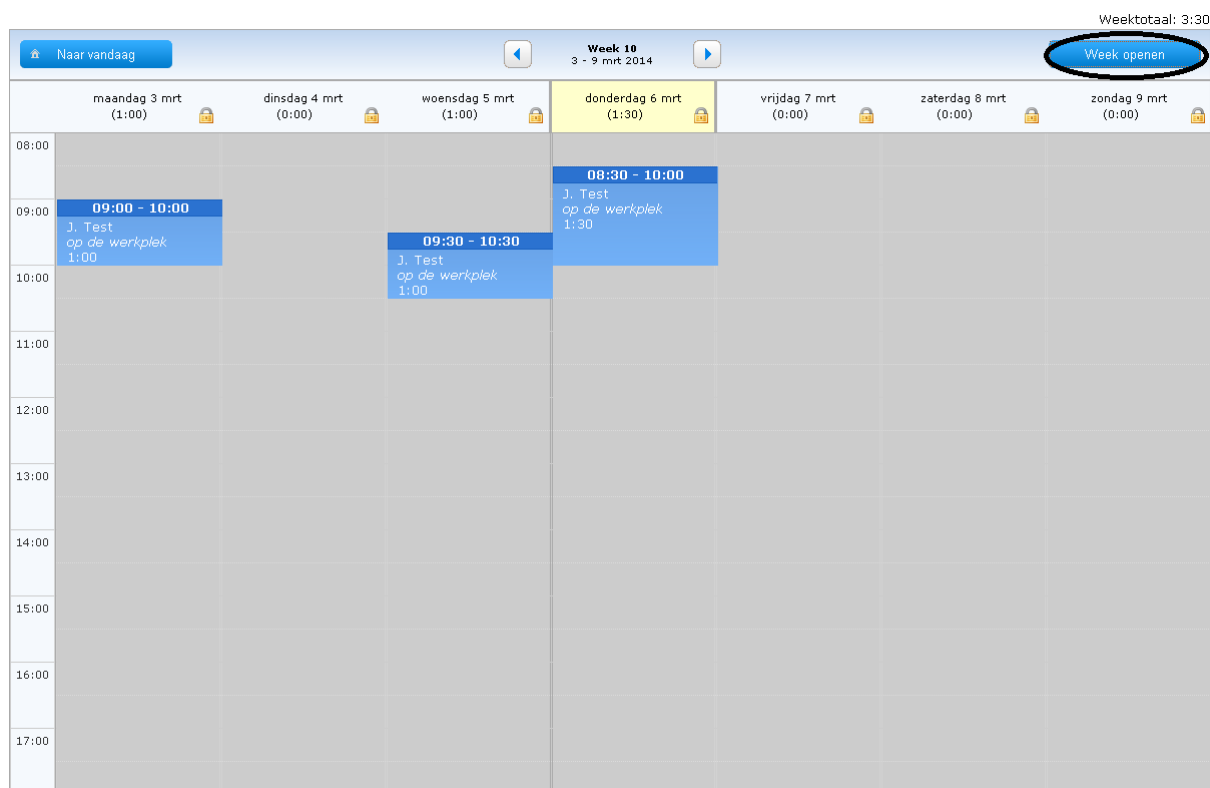 Weektotaal: 3:30
Naar vandaag
Week 10
3 - 9 mrt 2014
Week openen
maandag 3 mrt
(1:00)
dinsdag 4 mrt
(0:00)
woensdag 5 mrt
(1:00)
donderdag 6 mrt
(1:30)
vrijdag 7 mrt
(0:00)
zaterdag 8 mrt
(0:00)
zondag 9 mrt
(0:00)
08:00
09:00
10:00
11:00
12:00
13:00
14:00
15:00
16:00
17:00
09:00 - 10:00
J. Test
op de werkplek
1:00
09:30 - 10:30
J. Test
op de werkplek
1:00
08:30 - 10:00
J. Test
op de werkplek
1:30